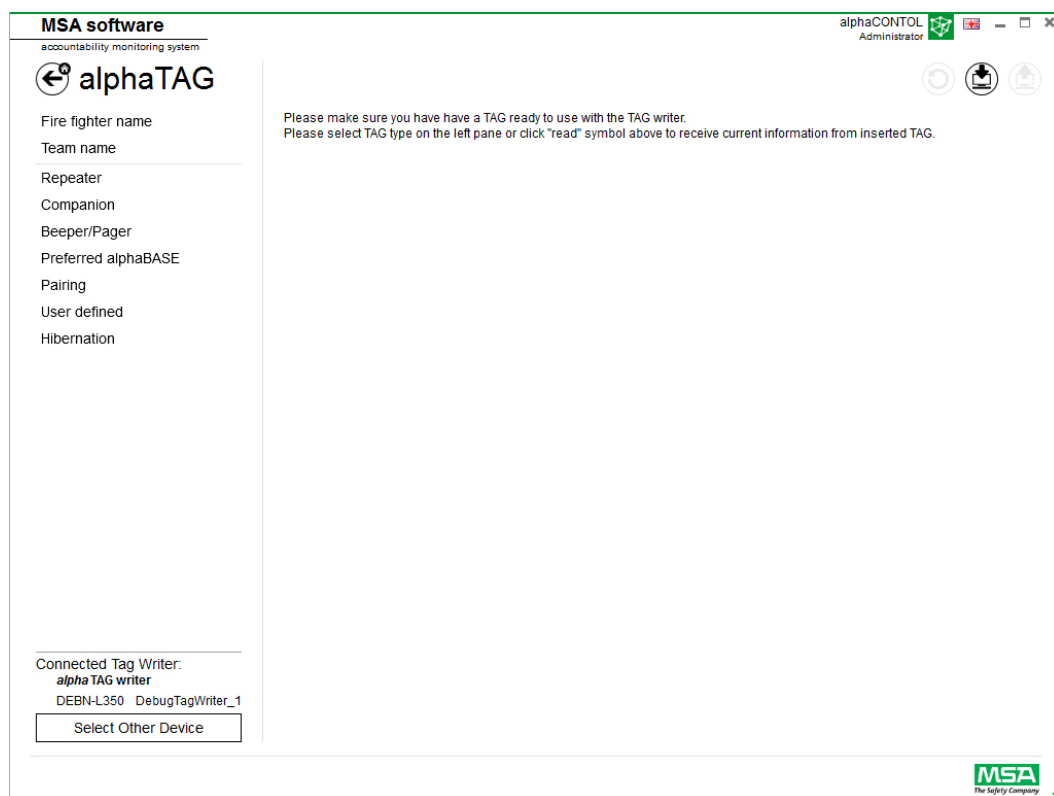 MSA software
accountability monitoring system
alphaCONTOL
Administrator
alphaTAG
Fire fighter name
Team name
Repeater
Companion
Beeper/Pager
Preferred alphaBASE
Pairing
User defined
Hibernation
Please make sure you have have a TAG ready to use with the TAG writer.
Please select TAG type on the left pane or click "read" symbol above to receive current information from inserted TAG.
Connected Tag Writer:
alpha TAG writer
DEBN-L350 DebugTagWriter_1
Select Other Device
MSA
The Safety Company